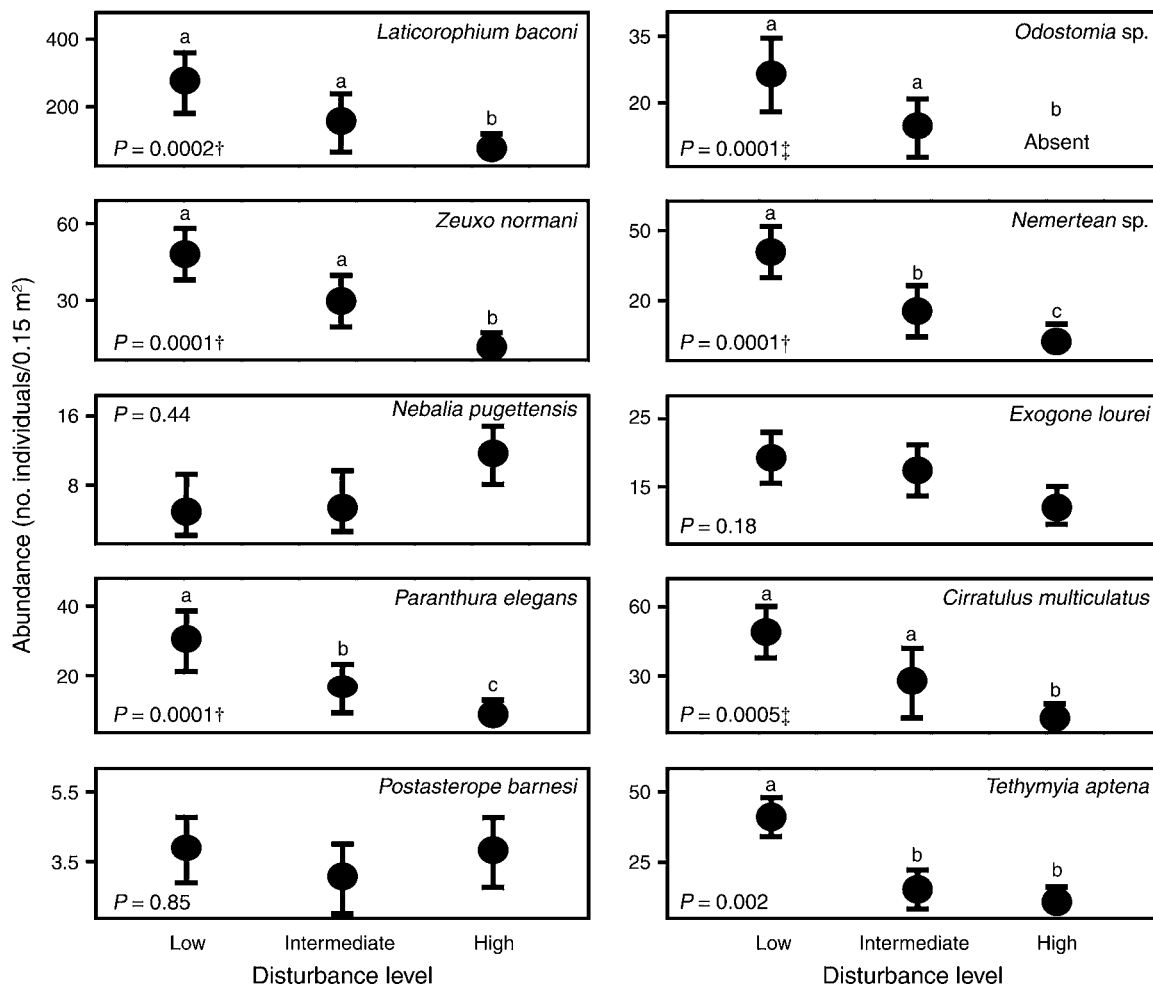 Abundance (no. individuals/0.15 m²)
Laticorophium baconi
400
200
a
a
b
P = 0.0002†
Zeuxo normani
60
30
a
a
b
P = 0.0001†
P = 0.44
Nebalia pugettensis
16
8
Paranthura elegans
40
20
a
b
c
P = 0.0001†
Postasterope barnesi
5.5
3.5
P = 0.85
Low Intermediate High
Disturbance level
Odostomia sp.
35
20
a
a
b
Absent
P = 0.0001‡
Nemertean sp.
50
20
a
b
c
P = 0.0001†
Exogone lourei
25
15
P = 0.18
Cirratulus multiculatus
60
30
a
a
b
P = 0.0005‡
Tethymyia aptena
50
25
a
b
b
P = 0.002
Low Intermediate High
Disturbance level